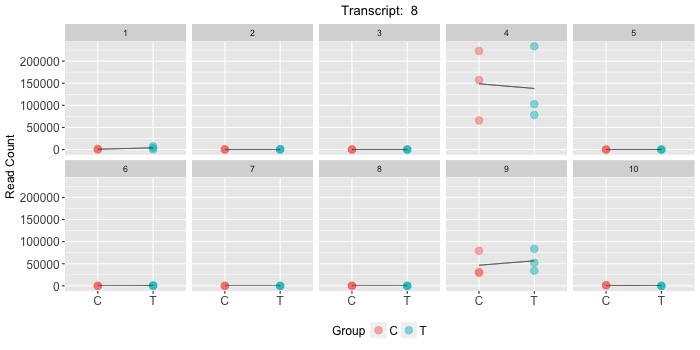 Transcript: 8
1 2 3 4 5
200000
150000
100000
50000
0
Read Count
6 7 8 9 10
200000
150000
100000
50000
0
C T C T C T C T C T
Group C T